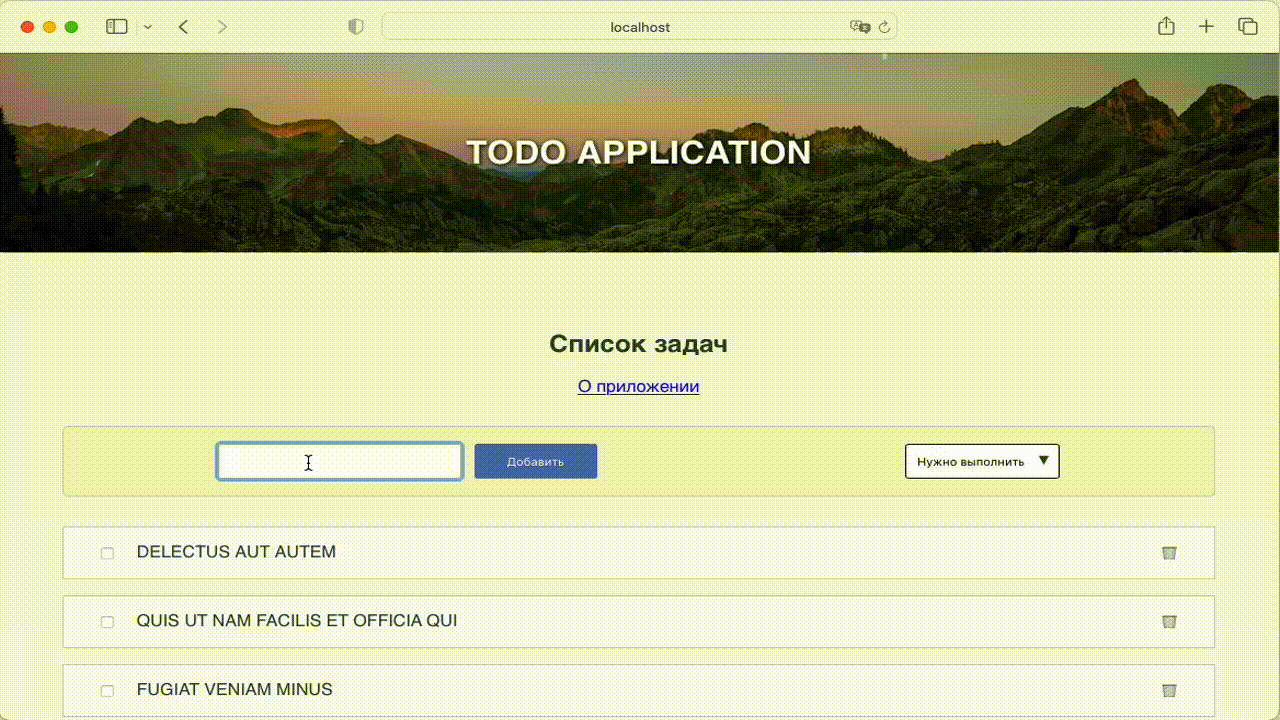 localhost
TODO APPLICATION
Список задач
О приложении
Добавить
Нужно выполнить
DELECTUS AUT AUTEM
QUIS UT NAM FACILIS ET OFFICIA QUI
FUGIAT VENIAM MINUS